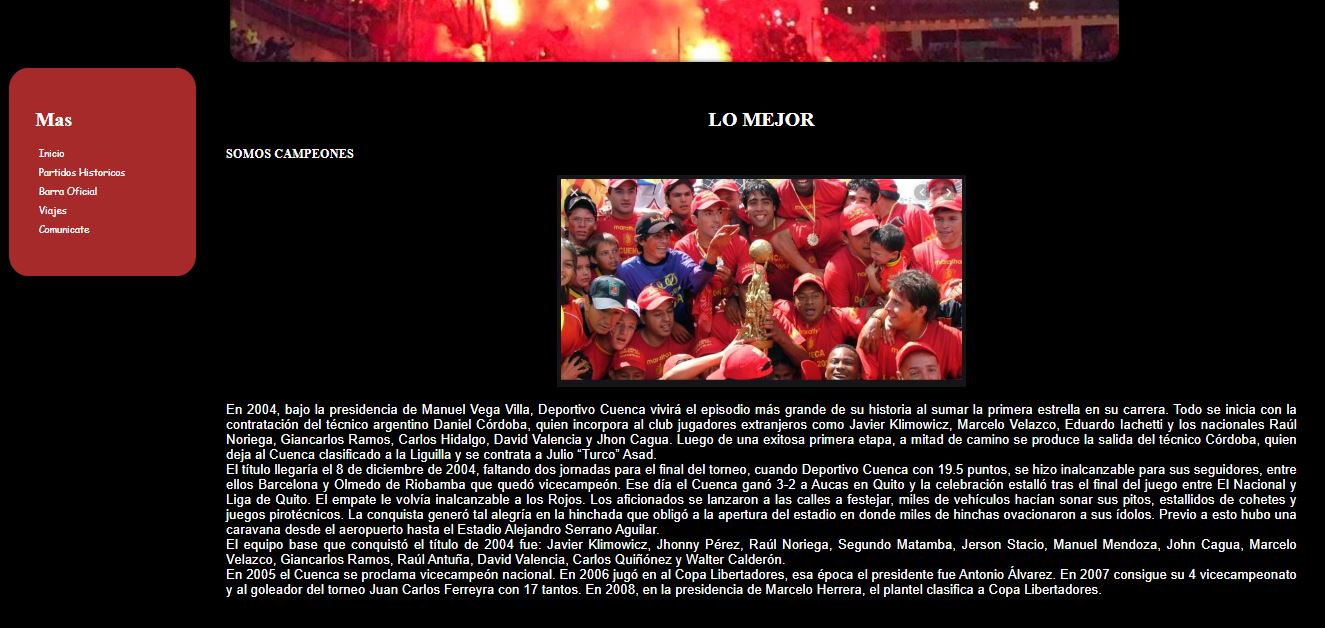 Mas
Inicio
Partidos Historicos
Barra Oficial
Viajes
Comunicate
LO MEJOR
SOMOS CAMPEONES
En 2004, bajo la presidencia de Manuel Vega Villa, Deportivo Cuenca vivirá el episodio más grande de su historia al sumar la primera estrella en su carrera. Todo se inicia con la
contratación del técnico argentino Daniel Córdoba, quien incorpora al club jugadores extranjeros como Javier Klimowicz, Marcelo Velazco, Eduardo Iachetti y los nacionales Raúl
Noriega, Giancarlos Ramos, Carlos Hidalgo, David Valencia y Jhon Cagua. Luego de una exitosa primera etapa, a mitad de camino se produce la salida del técnico Córdoba, quien
deja al Cuenca clasificado a la Liguilla y se contrata a Julio “Turco” Asad.
El título llegaría el 8 de diciembre de 2004, faltando dos jornadas para el final del torneo, cuando Deportivo Cuenca con 19.5 puntos, se hizo inalcanzable para sus seguidores, entre
ellos Barcelona y Olmedo de Riobamba que quedó vicecampeón. Ese día el Cuenca ganó 3-2 a Aucas en Quito y la celebración estalló tras el final del juego entre El Nacional y
Liga de Quito. El empate le volvía inalcanzable a los Rojos. Los aficionados se lanzaron a las calles a festejar, miles de vehículos hacían sonar sus pitos, estallidos de cohetes y
juegos pirotécnicos. La conquista generó tal alegría en la hinchada que obligó a la apertura del estadio en donde miles de hinchas ovacionaron a sus ídolos. Previo a esto hubo una
caravana desde el aeropuerto hasta el Estadio Alejandro Serrano Aguilar.
El equipo base que conquistó el título de 2004 fue: Javier Klimowicz, Jhonny Pérez, Raúl Noriega, Segundo Matamba, Jerson Stacio, Manuel Mendoza, John Cagua, Marcelo
Velazco, Giancarlos Ramos, Raúl Antuña, David Valencia, Carlos Quiñónez y Walter Calderón.
En 2005 el Cuenca se proclama vicecampeón nacional. En 2006 jugó en al Copa Libertadores, esa época el presidente fue Antonio Álvarez. En 2007 consigue su 4 vicecampeonato
y al goleador del torneo Juan Carlos Ferreyra con 17 tantos. En 2008, en la presidencia de Marcelo Herrera, el plantel clasifica a Copa Libertadores.